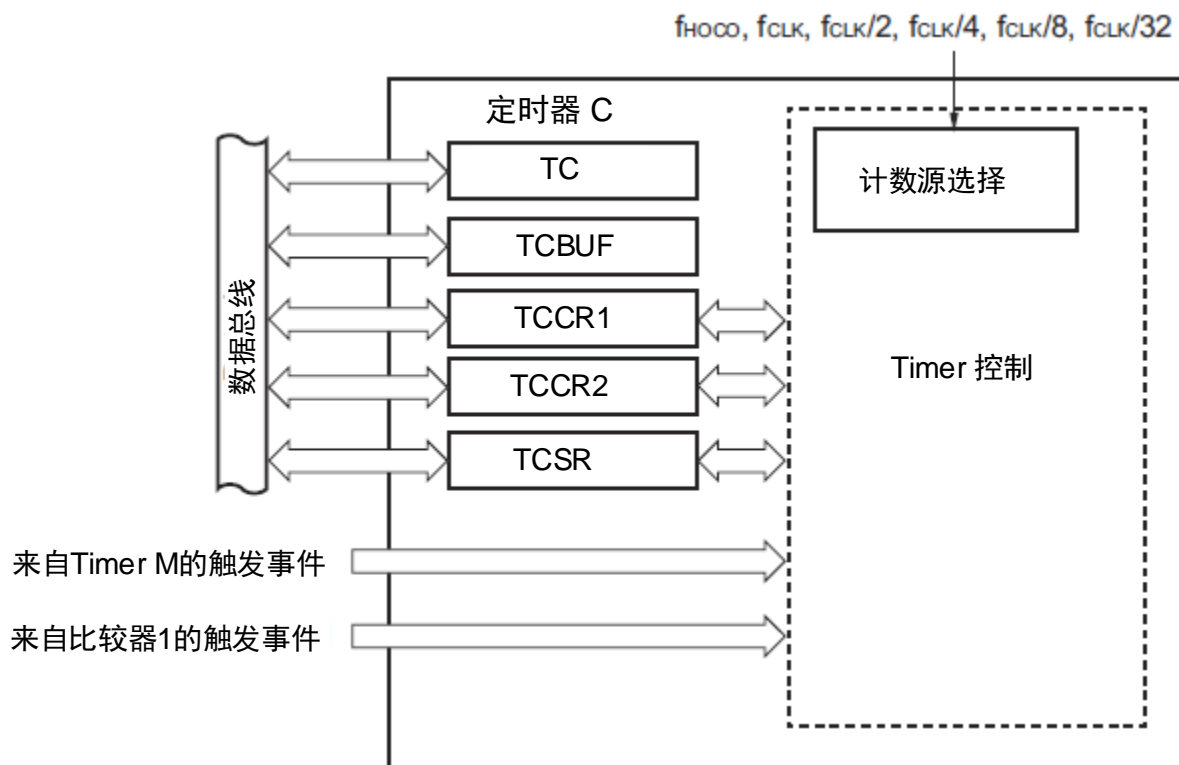 fHOCO, fCLK, fCLK/2, fCLK/4, fCLK/8, fCLK/32
定时器 C
计数源选择
TC
TCBUF
TCCR1
TCCR2
TCSR
数据总线
Timer 控制
来自Timer M的触发事件
来自比较器1的触发事件